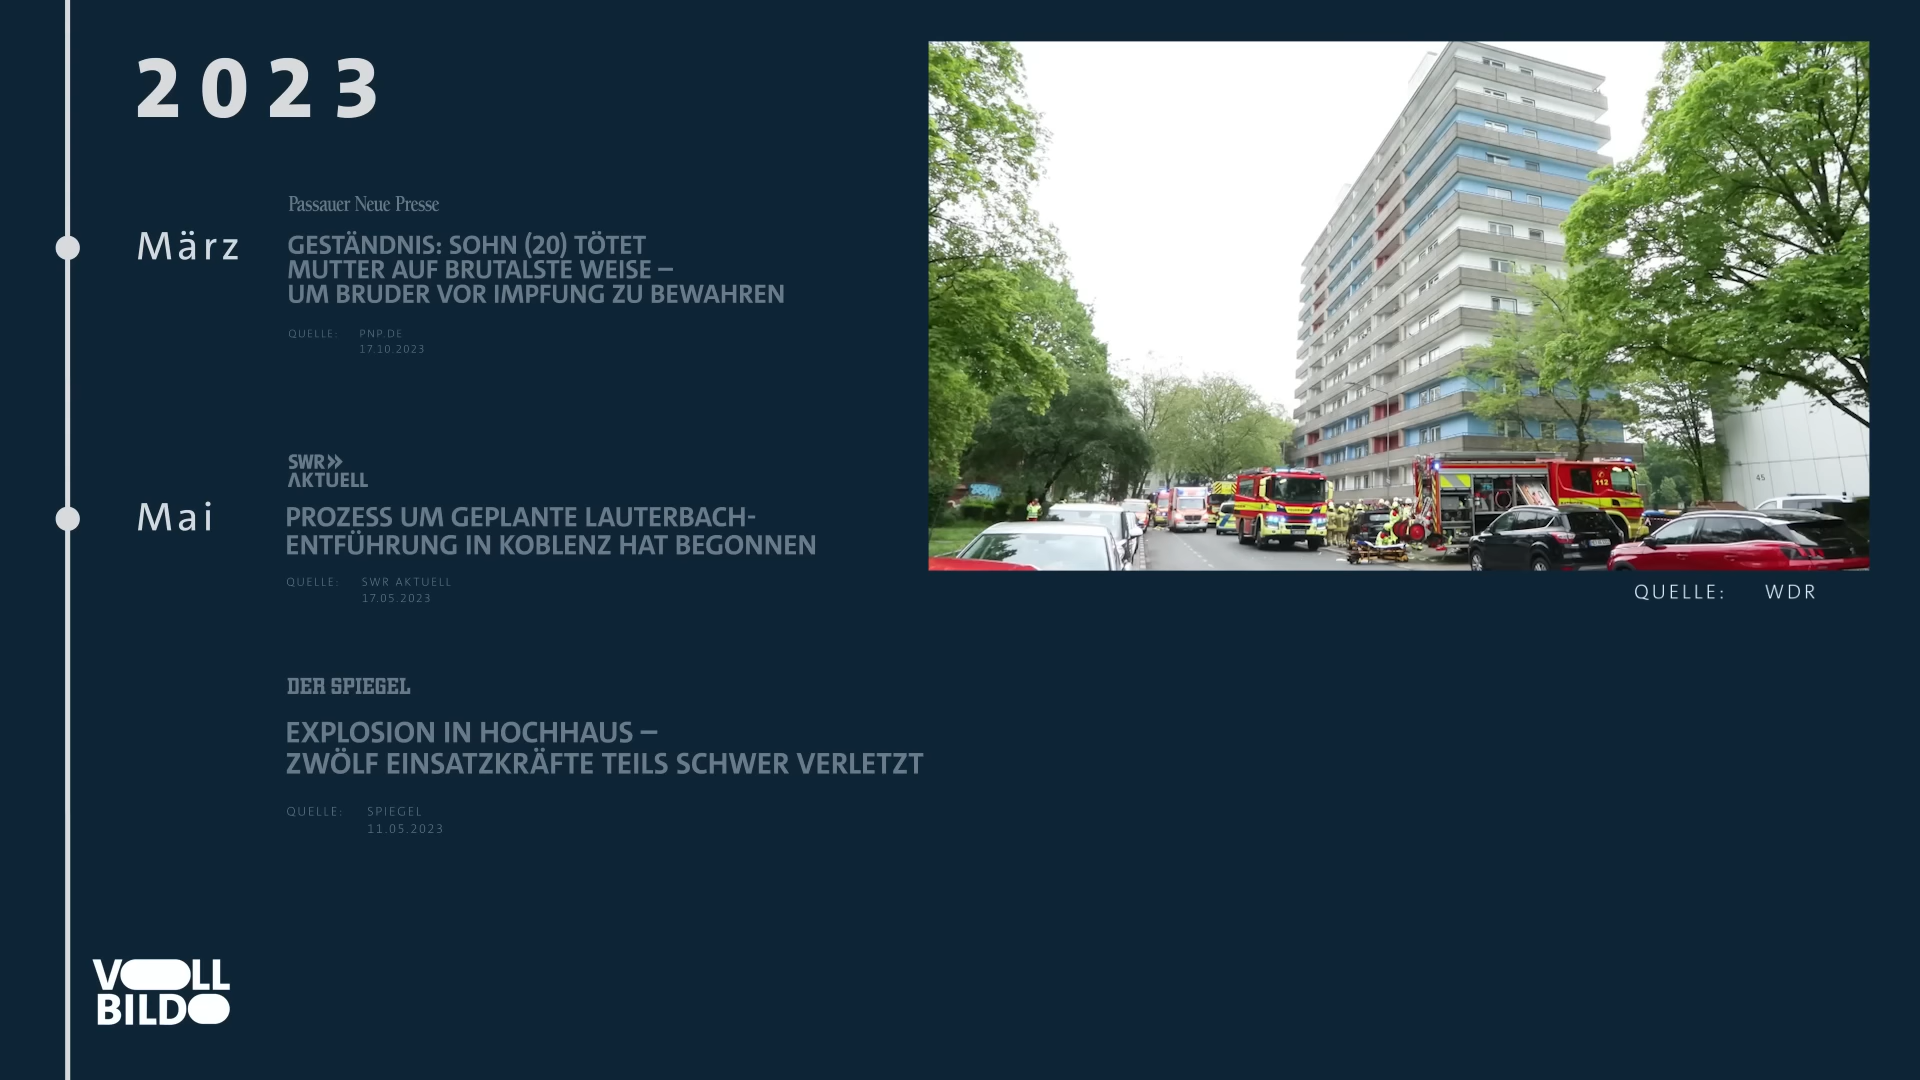 2023
März
Passauer Neue Presse
GESTÄNDNIS: SOHN (20) TÖTET
MUTTER AUF BRUTALSTE WEISE –
UM BRUDER VOR IMPFUNG ZU BEWAHREN
QUELLE: PNP.DE
17.10.2023
Mai
SWR»
AKTUELL
PROZESS UM GEPLANTE LAUTERBACH-
ENTFÜHRUNG IN KOBLENZ HAT BEGONNEN
QUELLE: SWR AKTUELL
17.05.2023
DER SPIEGEL
EXPLOSION IN HOCHHAUS –
ZWÖLF EINSATZKRÄFTE TEILS SCHWER VERLETZT
QUELLE: SPIEGEL
11.05.2023
112
45
QUELLE: WDR
VOLL
BILD